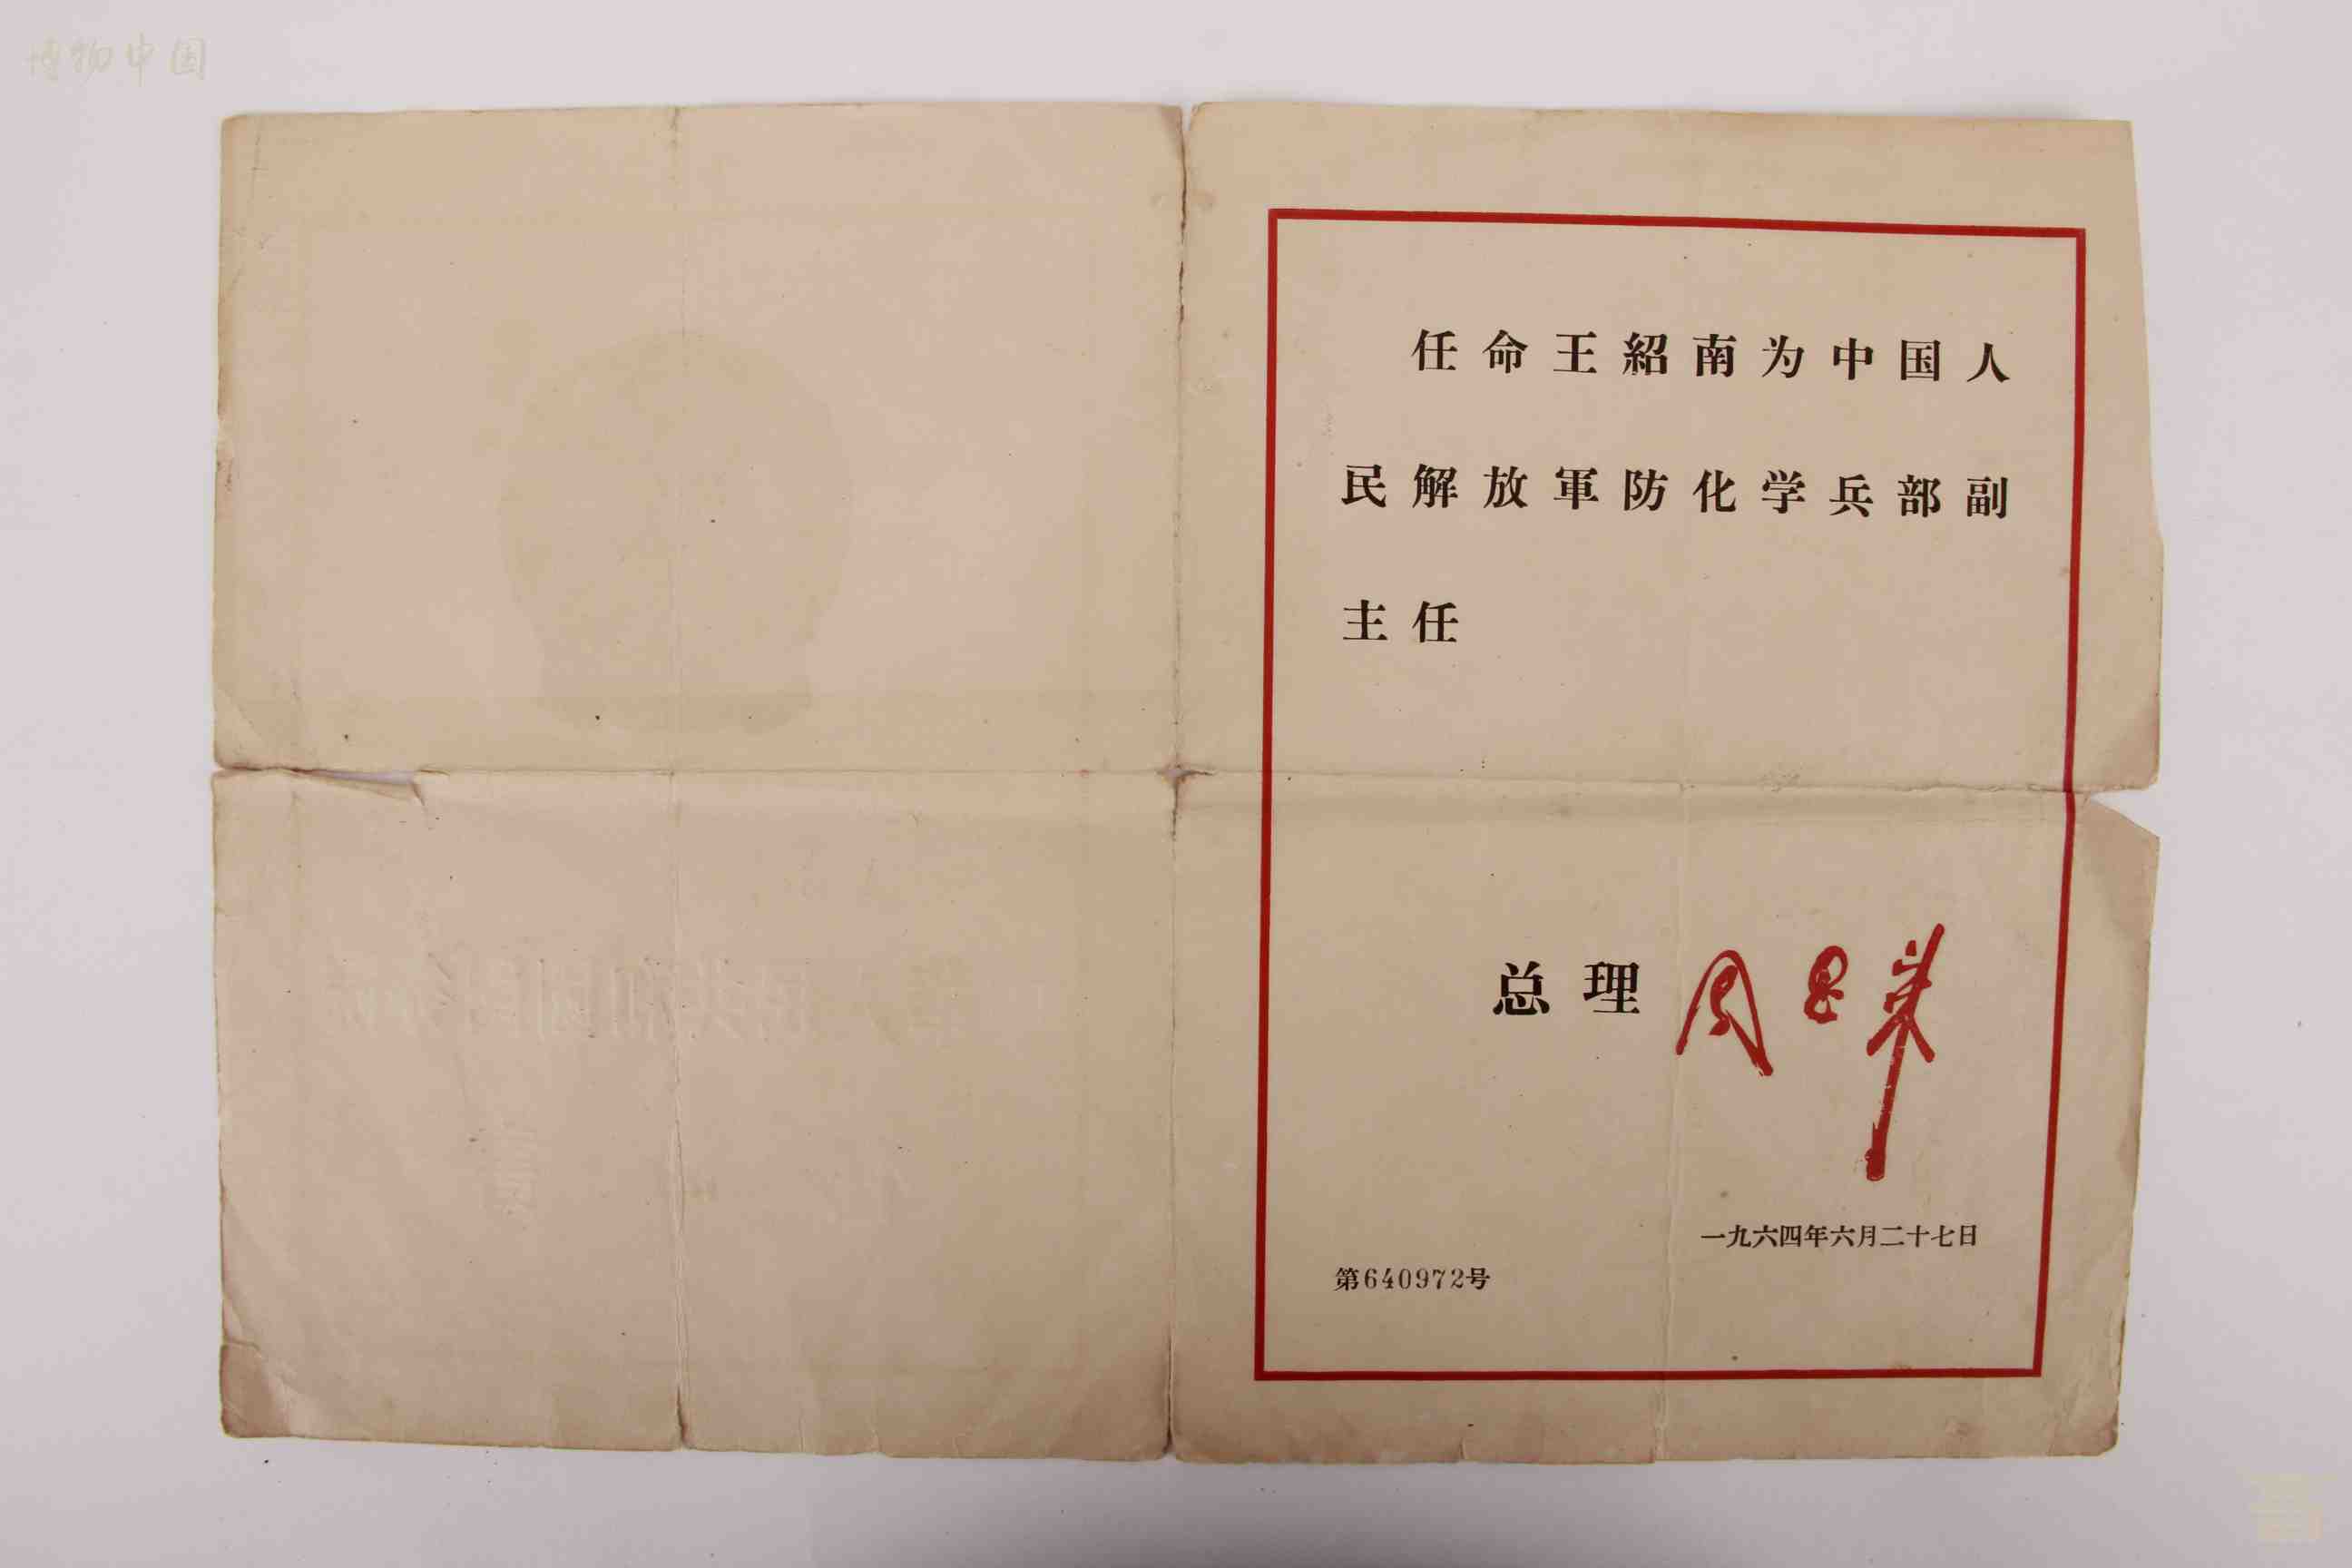 博物中国
任命王紹南为中国人
民解放軍防化学兵部副
主任
总理 周恩来
一九六四年六月二十七日
第640972号